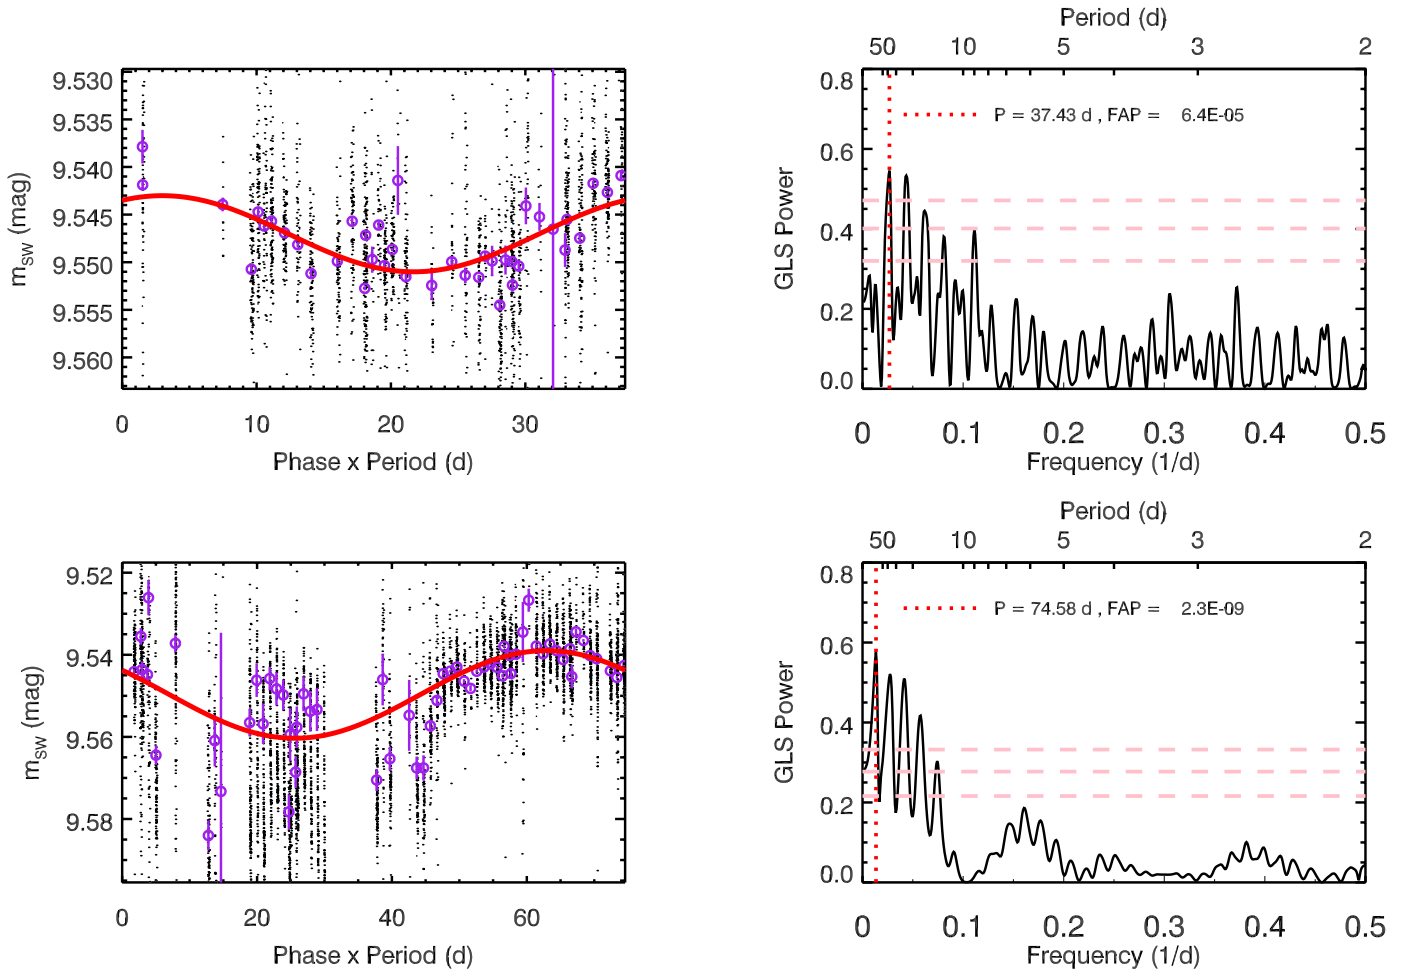 9.530
9.535
9.540
9.545
9.550
9.555
9.560
m_SW (mag)
0 10 20 30
Phase x Period (d)
Period (d)
50 10 5 3 2
0.8
0.6
0.4
0.2
0.0
GLS Power
P = 37.43 d , FAP = 6.4E-05
0 0.1 0.2 0.3 0.4 0.5
Frequency (1/d)
9.52
9.54
9.56
9.58
m_SW (mag)
0 20 40 60
Phase x Period (d)
Period (d)
50 10 5 3 2
0.8
0.6
0.4
0.2
0.0
GLS Power
P = 74.58 d , FAP = 2.3E-09
0 0.1 0.2 0.3 0.4 0.5
Frequency (1/d)